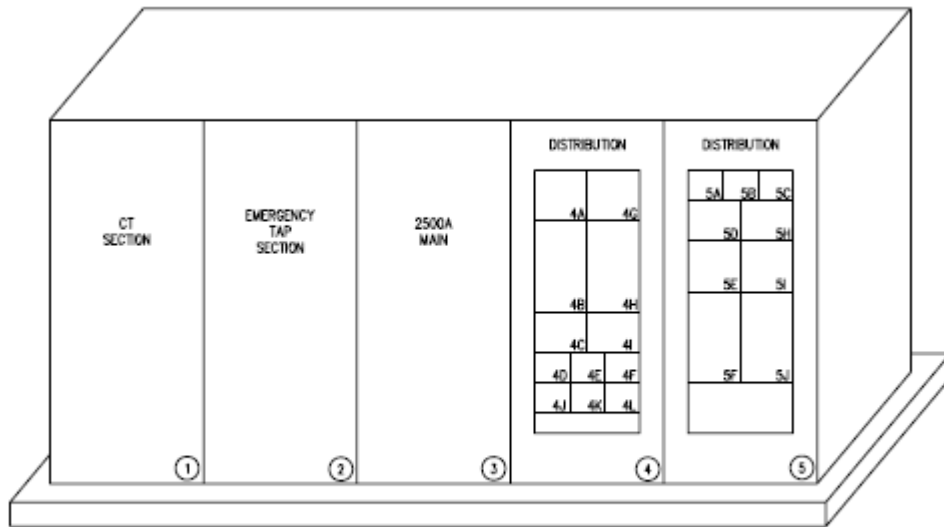 CT
SECTION
EMERGENCY
TAP
SECTION
2500A
MAIN
DISTRIBUTION
DISTRIBUTION
4A 4G
4B 4H
4C 4I
4D 4E 4F
4J 4K 4L
5A 5B 5C
5D 5H
5E 5I
5F 5J
1 2 3 4 5